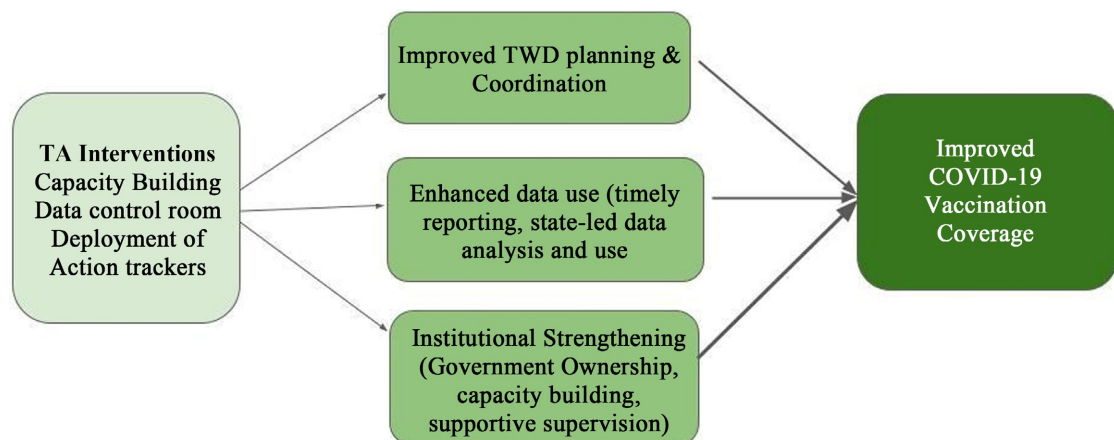 TA Interventions
Capacity Building
Data control room
Deployment of
Action trackers
Improved TWD planning &
Coordination
Enhanced data use (timely
reporting, state-led data
analysis and use
Institutional Strengthening
(Government Ownership,
capacity building,
supportive supervision)
Improved
COVID-19
Vaccination
Coverage